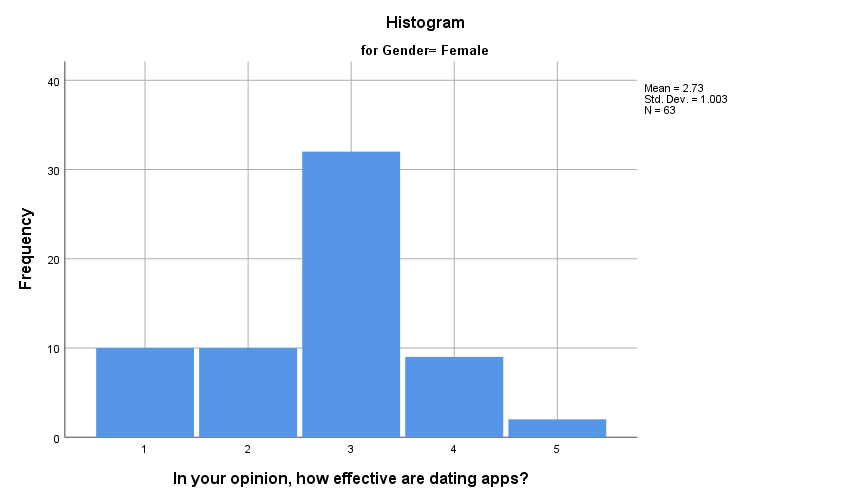 Histogram
for Gender= Female
40
30
20
10
0
Frequency
1
2
3
4
5
In your opinion, how effective are dating apps?
Mean = 2.73
Std. Dev. = 1.003
N = 63